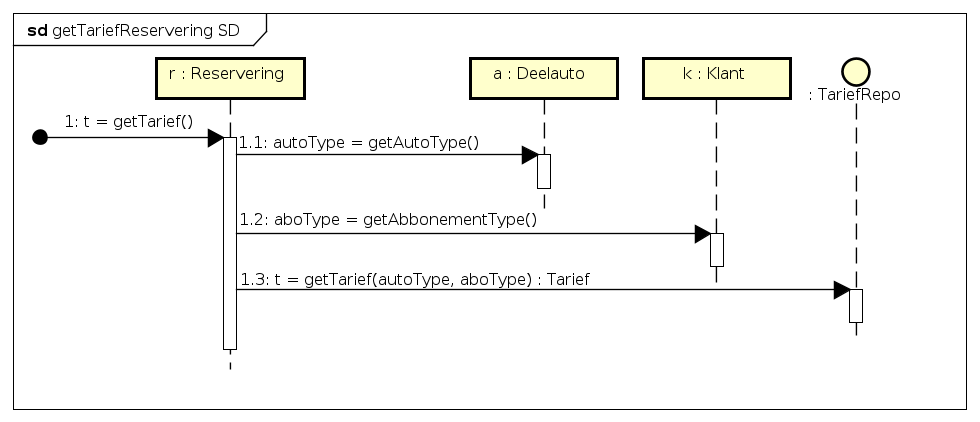 sd getTariefReservering SD
r : Reservering
a : Deelauto
k : Klant
: TariefRepo
1: t = getTarief()
1.1: autoType = getAutoType()
1.2: aboType = getAbbonementType()
1.3: t = getTarief(autoType, aboType) : Tarief